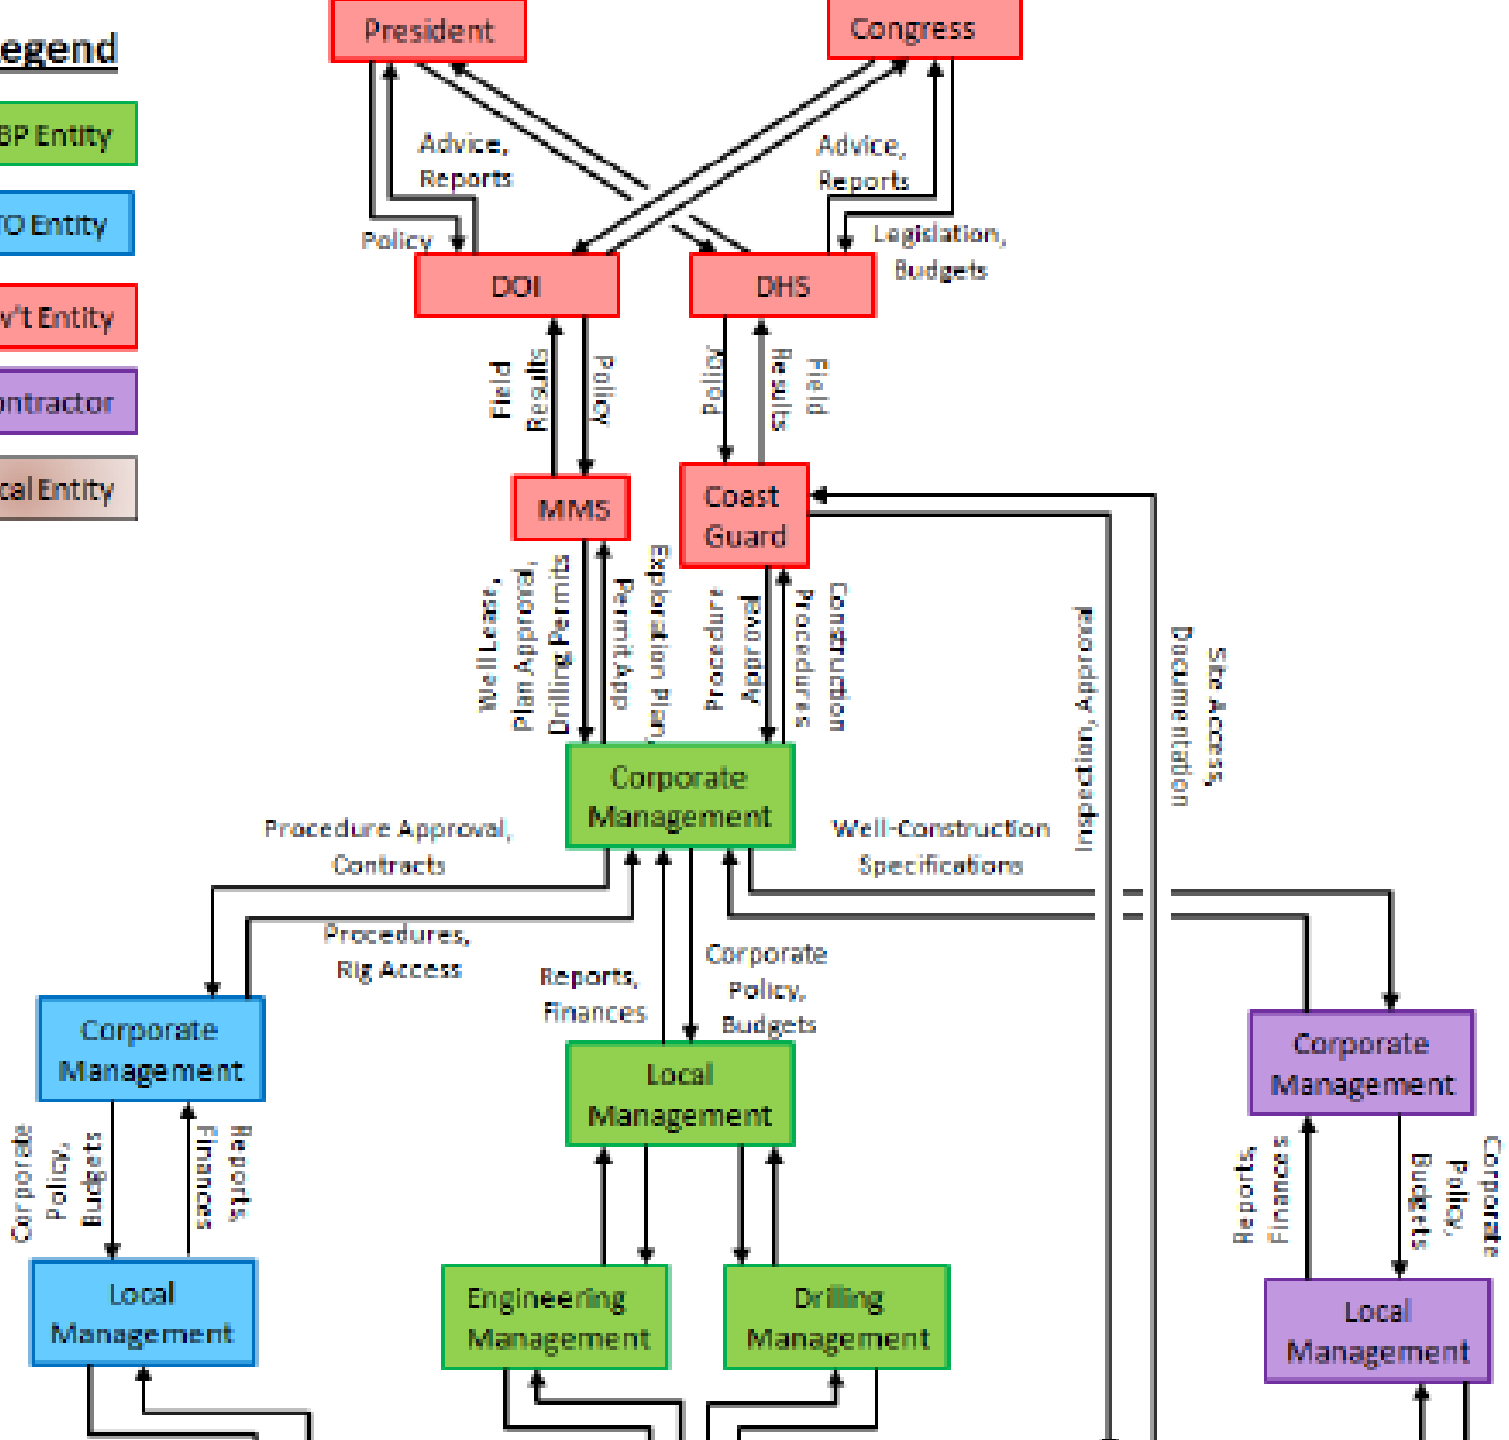 President
Congress
egend
BP Entity
TO Entity
v't Entity
ontractor
cal Entity
Advice,
Reports
Advice,
Reports
Policy
Legislation,
Budgets
DOI
DHS
Field
Results
Policy
Policy
Field
Results
MMS
Coast
Guard
Well Lease,
Plan Approval,
Drilling Permits
Exploration Plan,
Permit App
Procedure
Approval
Construction
Procedures
Inspection, Approval
Site Access,
Documentation
Corporate
Management
Procedure Approval,
Contracts
Well-Construction
Specifications
Procedures,
Rig Access
Reports,
Finances
Corporate
Policy,
Budgets
Corporate
Management
Local
Management
Corporate
Management
Corporate
Policy,
Budgets
Reports,
Finances
Reports,
Finances
Corporate
Policy,
Budgets
Local
Management
Engineering
Management
Drilling
Management
Local
Management